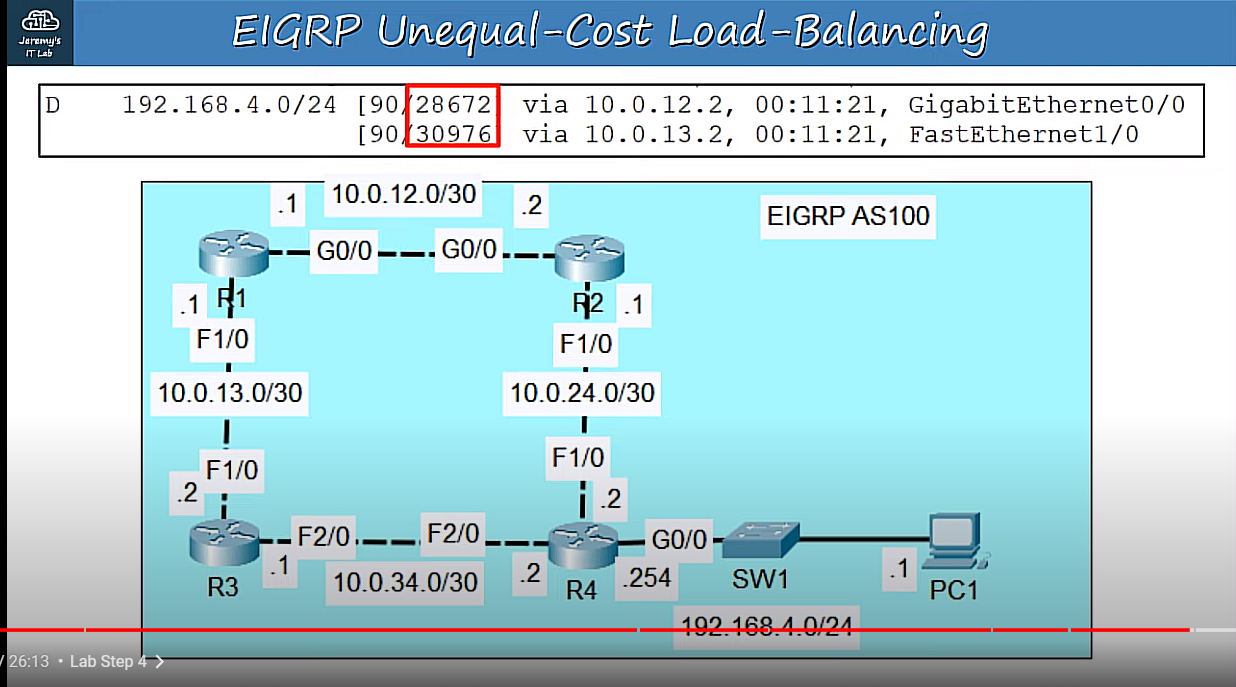 Jeremy's
IT Lab
EIGRP Unequal-Cost Load-Balancing
D 192.168.4.0/24 [90/28672] via 10.0.12.2, 00:11:21, GigabitEthernet0/0
[90/30976] via 10.0.13.2, 00:11:21, FastEthernet1/0
.1
10.0.12.0/30
.2
EIGRP AS100
G0/0
G0/0
R1
R2
.1
.1
F1/0
F1/0
10.0.13.0/30
10.0.24.0/30
F1/0
F1/0
.2
.2
F2/0
F2/0
G0/0
R3
.1
10.0.34.0/30
.2
R4
.254
SW1
.1
PC1
192.168.4.0/24
/ 26:13 • Lab Step 4 >